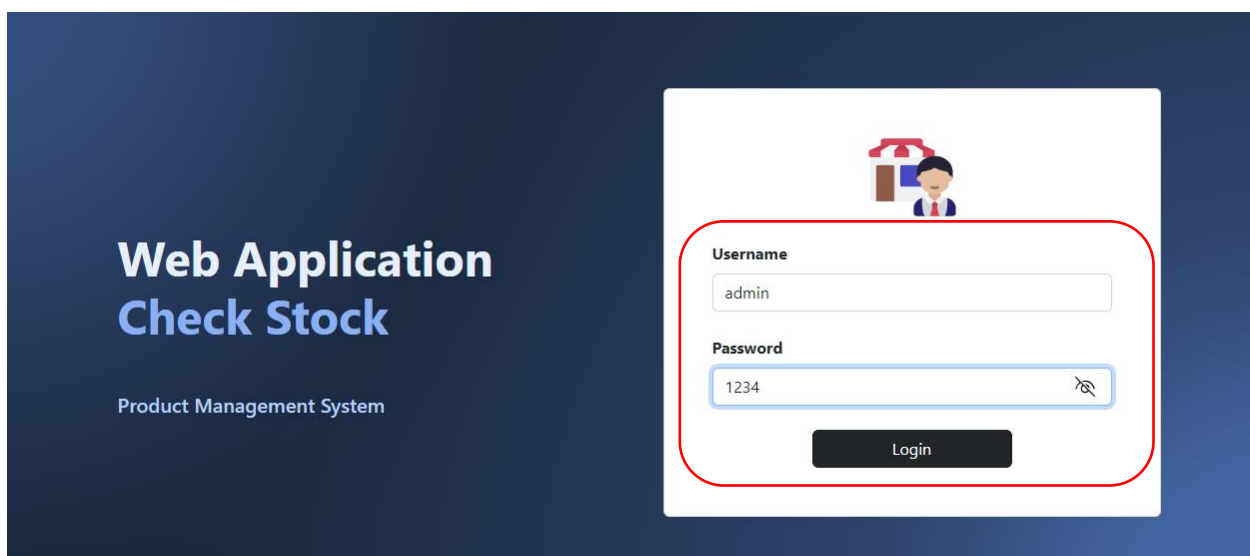 Web Application
Check Stock
Product Management System
Username
admin
Password
1234
Login